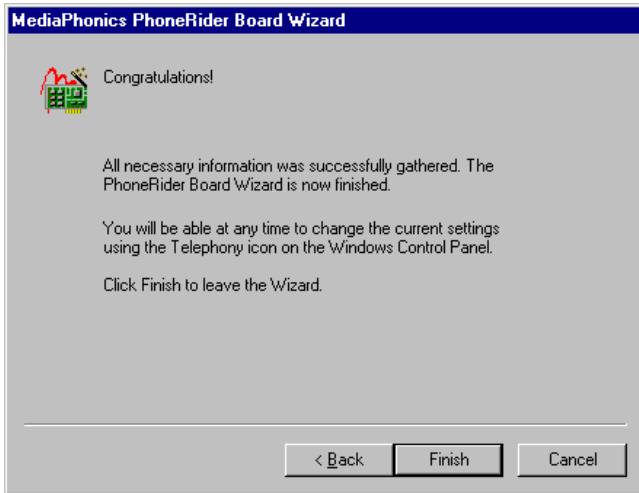 MediaPhonics PhoneRider Board Wizard
Congratulations!
All necessary information was successfully gathered. The
PhoneRider Board Wizard is now finished.
You will be able at any time to change the current settings
using the Telephony icon on the Windows Control Panel.
Click Finish to leave the Wizard.
< Back
Finish
Cancel